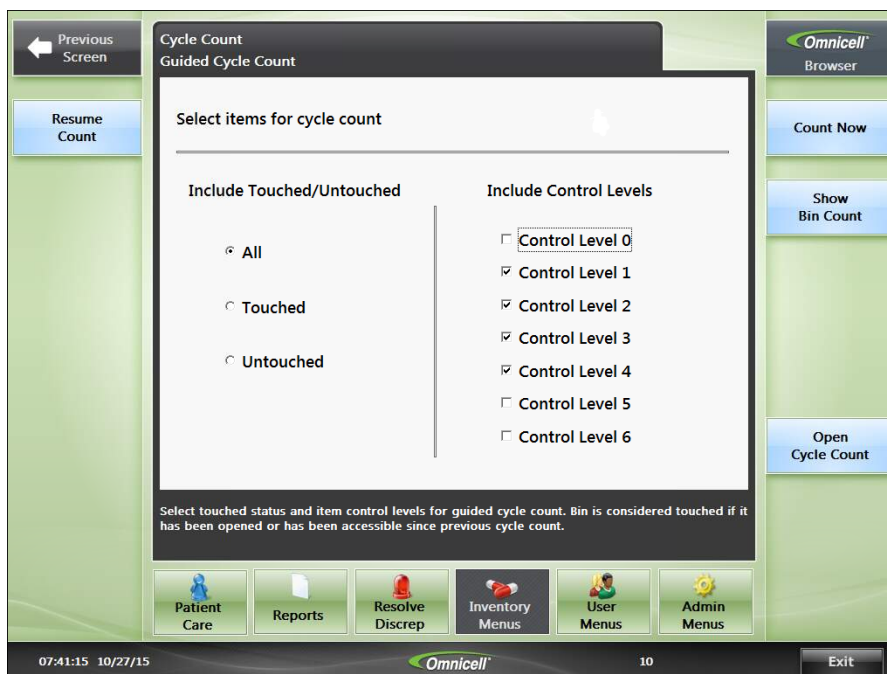 Previous
Screen
Cycle Count
Guided Cycle Count
Omnicell
Browser
Resume
Count
Select items for cycle count
Count Now
Include Touched/Untouched
Include Control Levels
Show
Bin Count
All
Touched
Untouched
Control Level 0
Control Level 1
Control Level 2
Control Level 3
Control Level 4
Control Level 5
Control Level 6
Open
Cycle Count
Select touched status and item control levels for guided cycle count. Bin is considered touched if it
has been opened or has been accessible since previous cycle count.
Patient
Care
Reports
Resolve
Discrep
Inventory
Menus
User
Menus
Admin
Menus
07:41:15 10/27/15
Omnicell
10
Exit